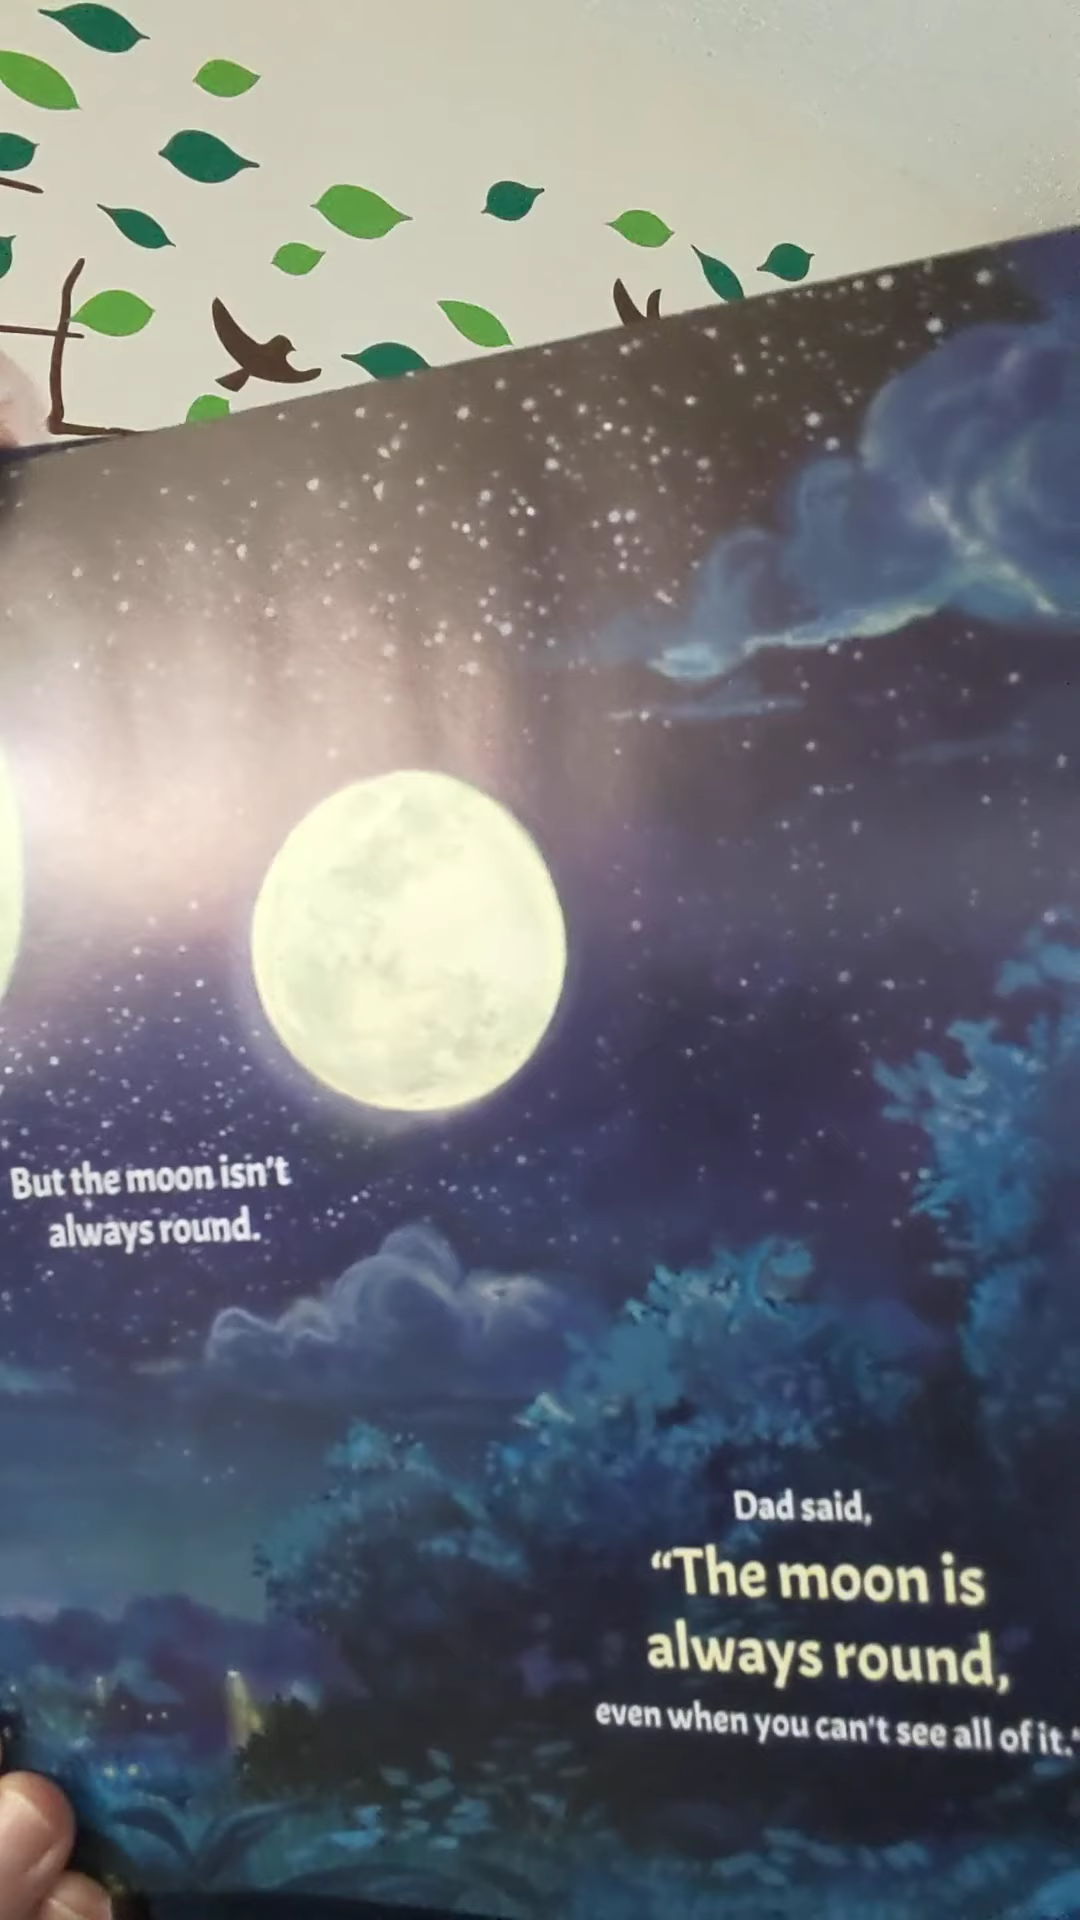 But the moon isn't
always round.
Dad said,
“The moon is
always round,
even when you can't see all of it.”